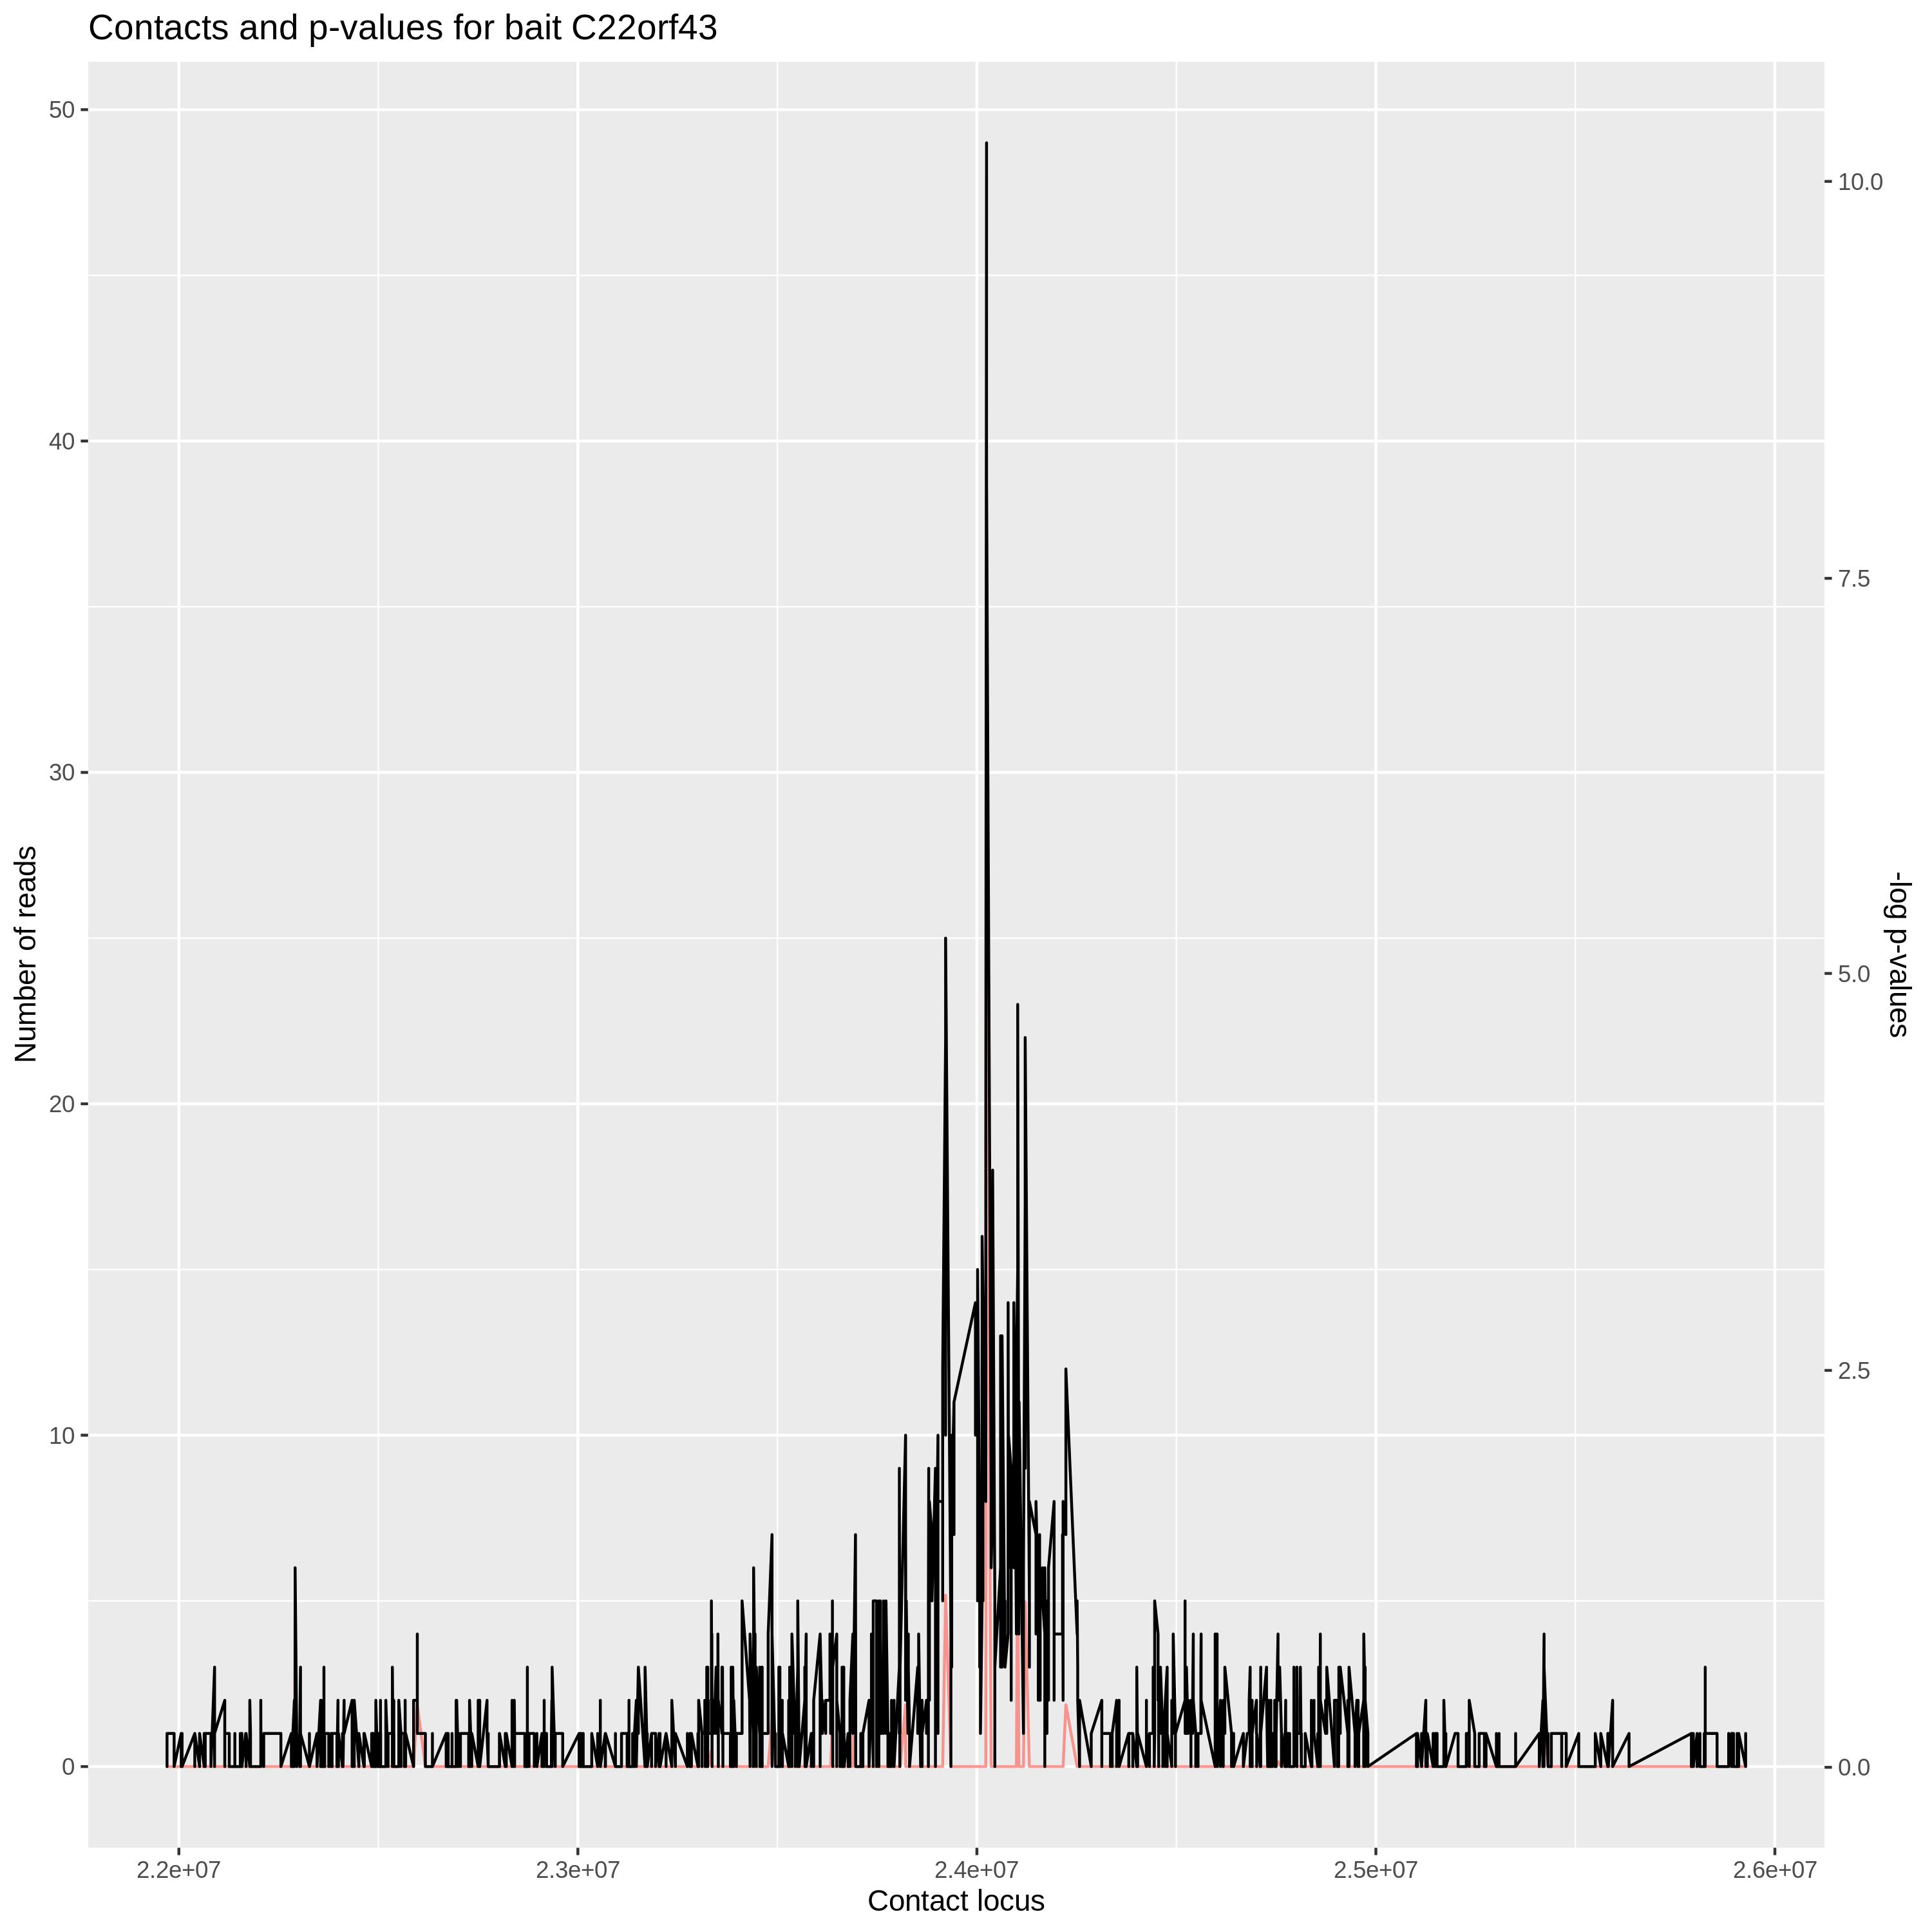 Contacts and p-values for bait C22orf43
50
40
30
20
10
0
Number of reads
10.0
7.5
5.0
2.5
0.0
-log p-values
2.2e+07 2.3e+07 2.4e+07 2.5e+07 2.6e+07
Contact locus